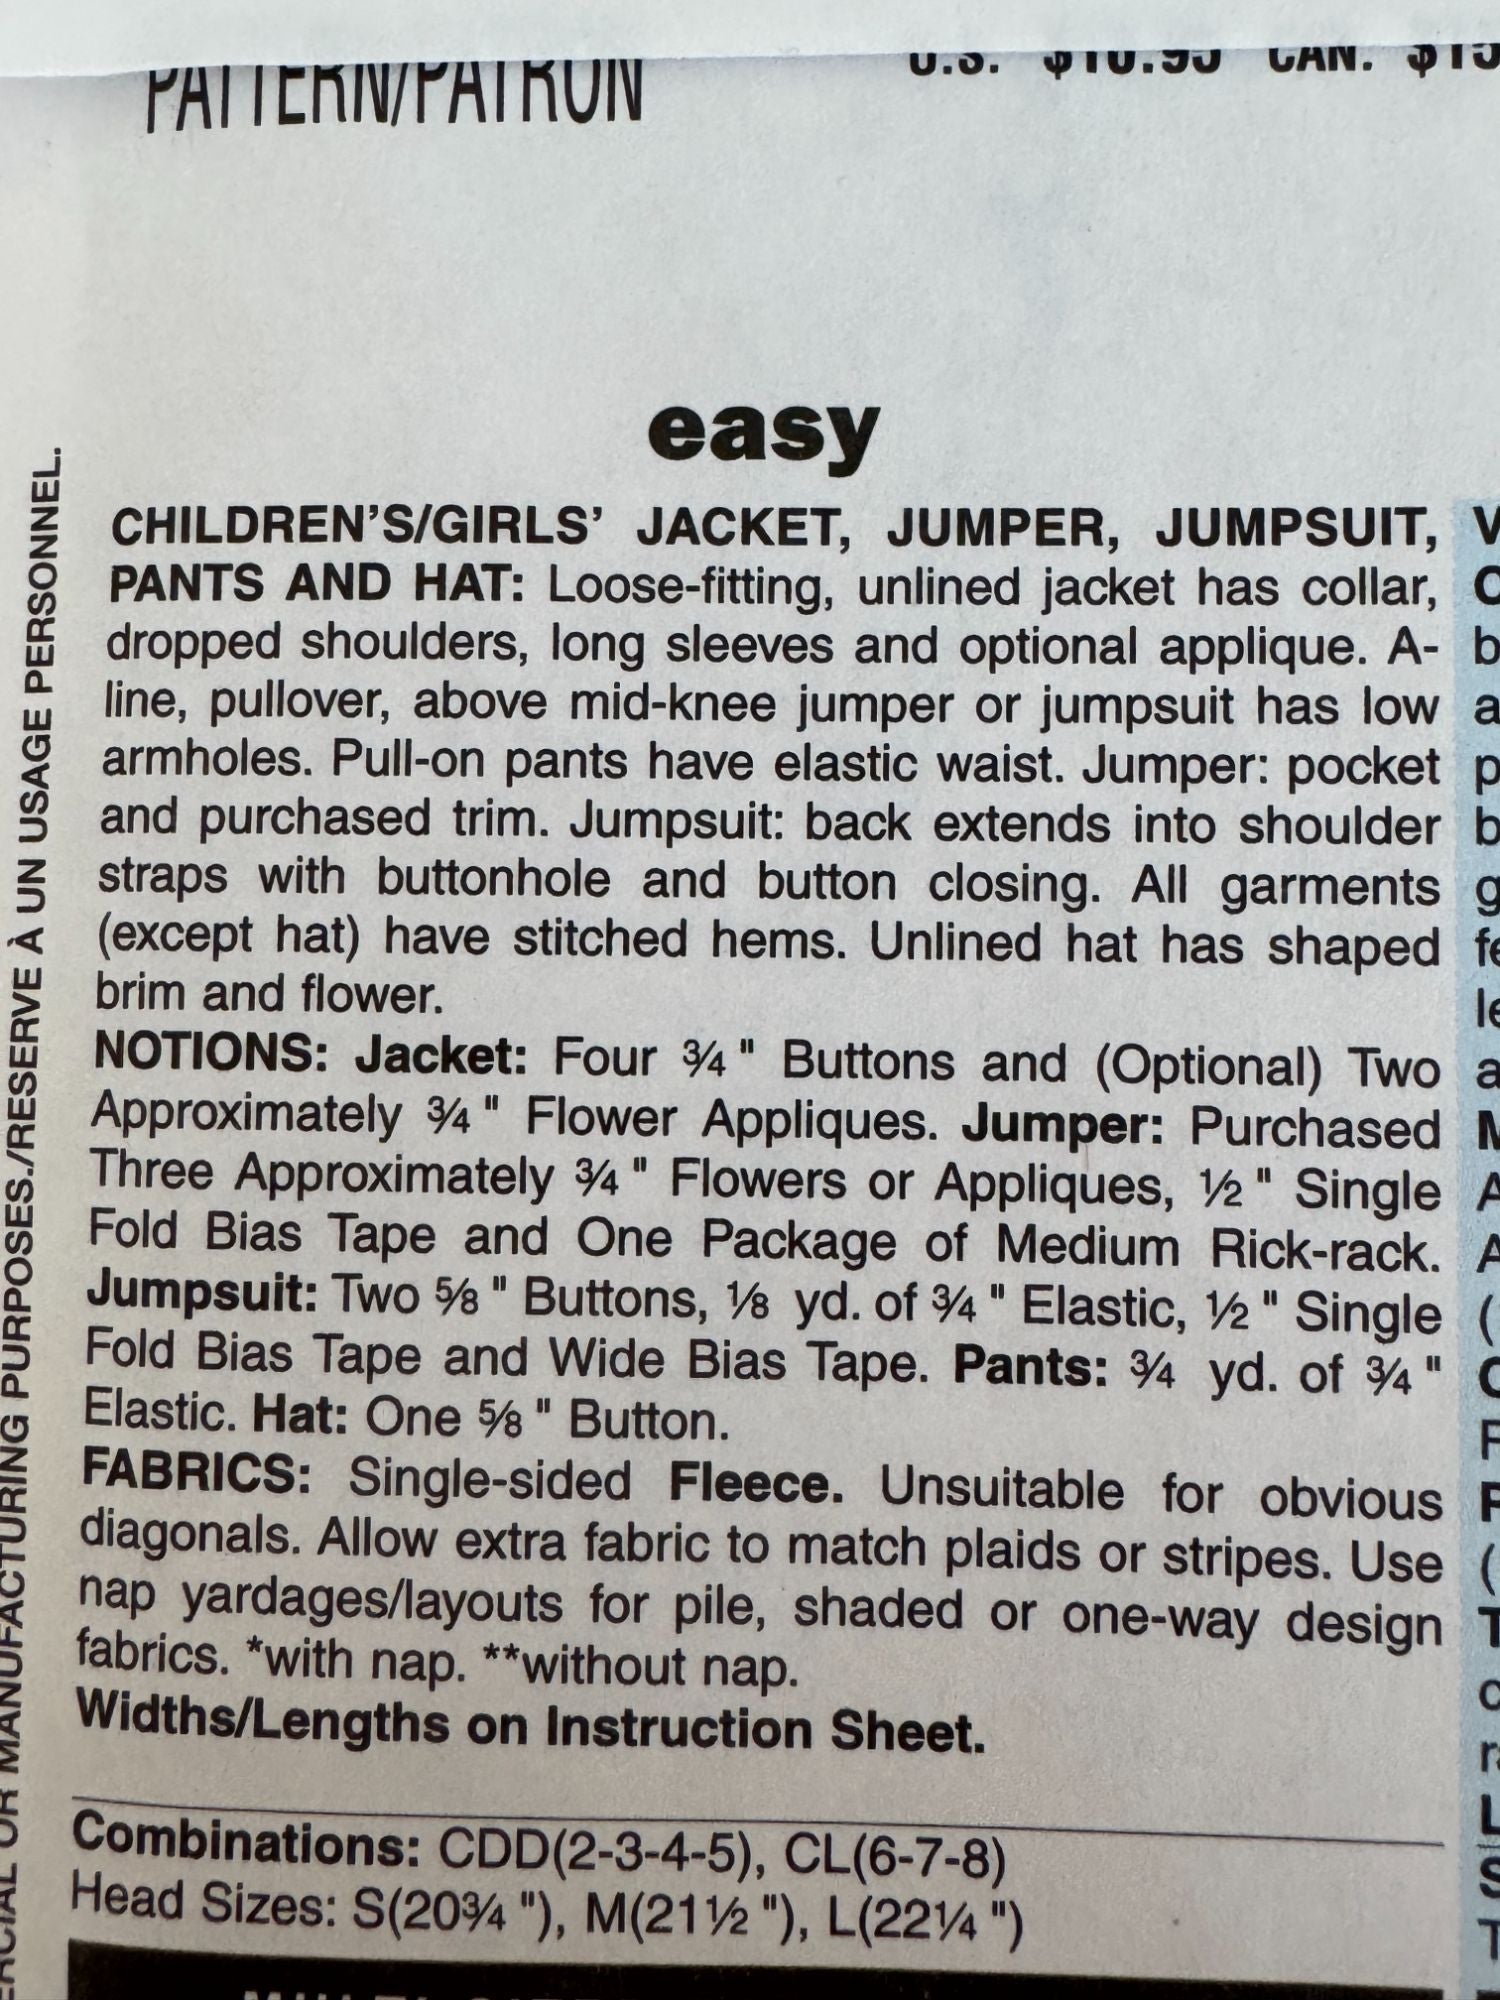 PATTERN/PATRON
U.S. $10.95 CAN. $15
easy
CHILDREN'S/GIRLS' JACKET, JUMPER, JUMPSUIT,
PANTS AND HAT: Loose-fitting, unlined jacket has collar,
dropped shoulders, long sleeves and optional applique. A-
line, pullover, above mid-knee jumper or jumpsuit has low
armholes. Pull-on pants have elastic waist. Jumper: pocket
and purchased trim. Jumpsuit: back extends into shoulder
straps with buttonhole and button closing. All garments
(except hat) have stitched hems. Unlined hat has shaped
brim and flower.
NOTIONS: Jacket: Four ¾" Buttons and (Optional) Two
Approximately ¾" Flower Appliques. Jumper: Purchased
Three Approximately ¾" Flowers or Appliques, ½" Single
Fold Bias Tape and One Package of Medium Rick-rack.
Jumpsuit: Two ⅝" Buttons, ⅛ yd. of ¾" Elastic, ½" Single
Fold Bias Tape and Wide Bias Tape. Pants: ¾ yd. of ¾"
Elastic. Hat: One ⅝" Button.
FABRICS: Single-sided Fleece. Unsuitable for obvious
diagonals. Allow extra fabric to match plaids or stripes. Use
nap yardages/layouts for pile, shaded or one-way design
fabrics. *with nap. **without nap.
Widths/Lengths on Instruction Sheet.
Combinations: CDD(2-3-4-5), CL(6-7-8)
Head Sizes: S(20¾"), M(21½"), L(22¼")
OR MANUFACTURING PURPOSES./RESERVE À UN USAGE PERSONNEL.